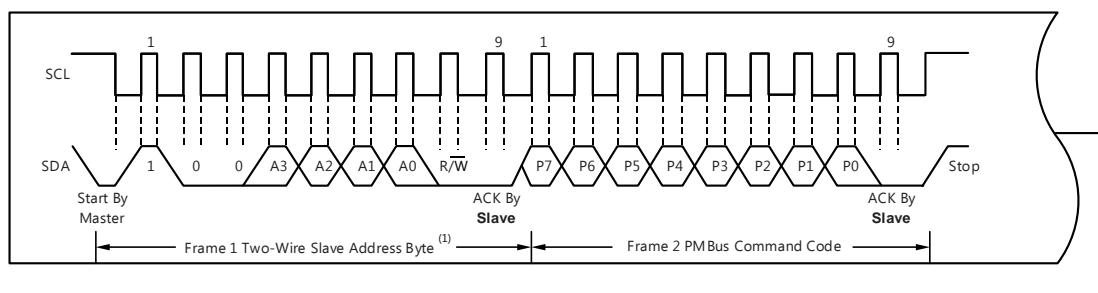 1 9 1 9
SCL
SDA 1 0 0 A3 A2 A1 A0 R/W̅ P7 P6 P5 P4 P3 P2 P1 P0 Stop
Start By
Master
ACK By
Slave
ACK By
Slave
Frame 1 Two-Wire Slave Address Byte (1)
Frame 2 PMBus Command Code